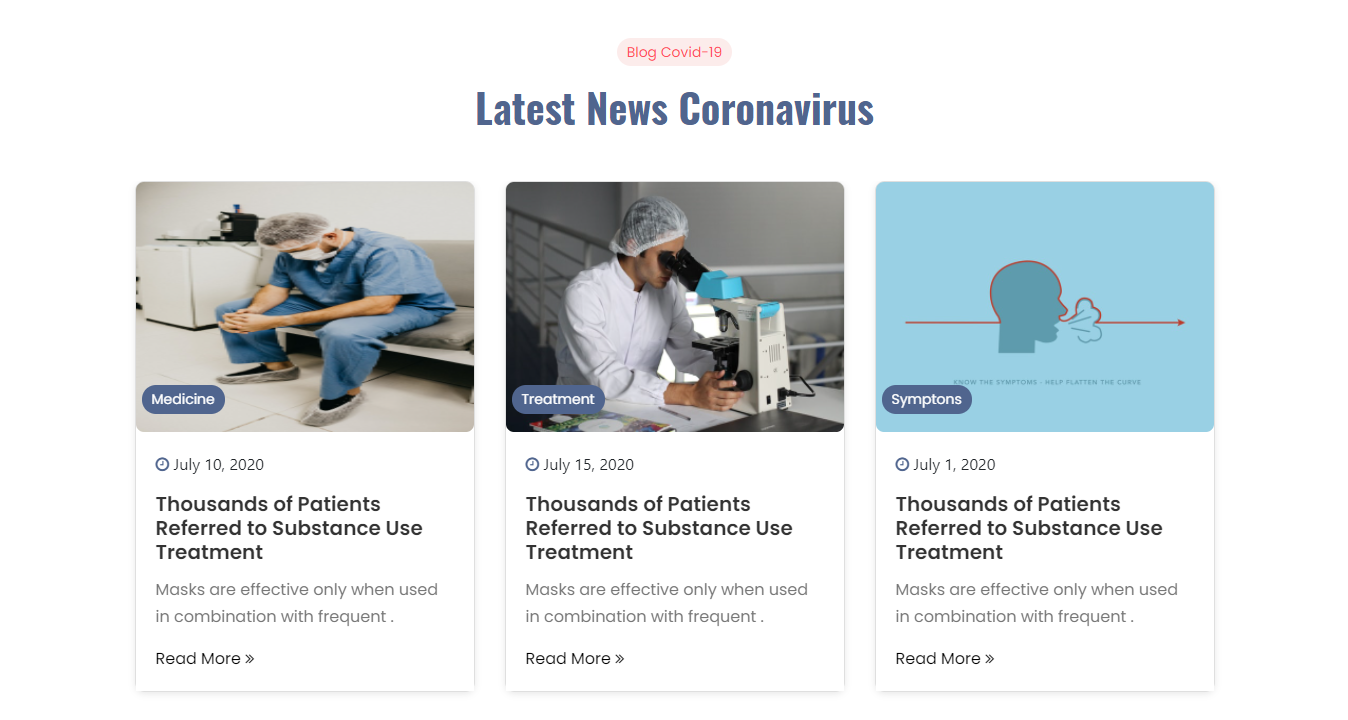 Blog Covid-19
Latest News Coronavirus
Medicine
July 10, 2020
Thousands of Patients
Referred to Substance Use
Treatment
Masks are effective only when used
in combination with frequent .
Read More »
Treatment
July 15, 2020
Thousands of Patients
Referred to Substance Use
Treatment
Masks are effective only when used
in combination with frequent .
Read More »
KNOW THE SYMPTOMS - HELP FLATTEN THE CURVE
Symptons
July 1, 2020
Thousands of Patients
Referred to Substance Use
Treatment
Masks are effective only when used
in combination with frequent .
Read More »